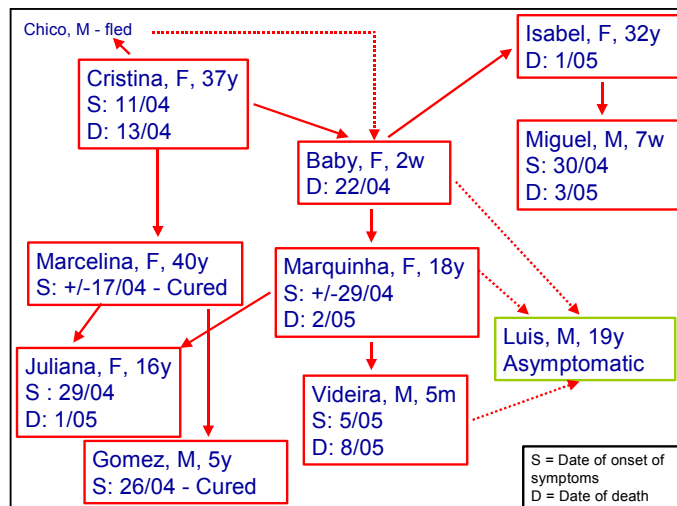 Chico, M - fled
Isabel, F, 32y
D: 1/05
Cristina, F, 37y
S: 11/04
D: 13/04
Miguel, M, 7w
S: 30/04
D: 3/05
Baby, F, 2w
D: 22/04
Marcelina, F, 40y
S: +/-17/04 - Cured
Marquinha, F, 18y
S: +/-29/04
D: 2/05
Luis, M, 19y
Asymptomatic
Juliana, F, 16y
S : 29/04
D: 1/05
Videira, M, 5m
S: 5/05
D: 8/05
Gomez, M, 5y
S: 26/04 - Cured
S = Date of onset of
symptoms
D = Date of death